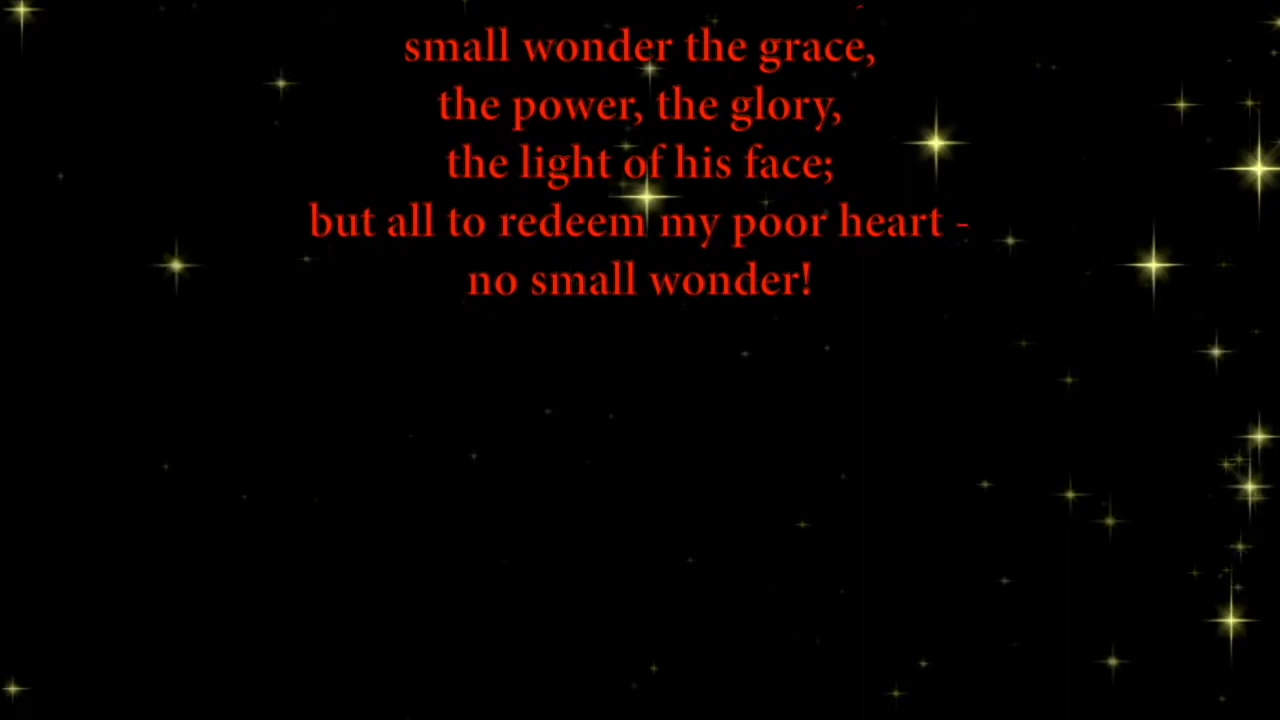 small wonder the grace,
the power, the glory,
the light of his face;
but all to redeem my poor heart -
no small wonder!